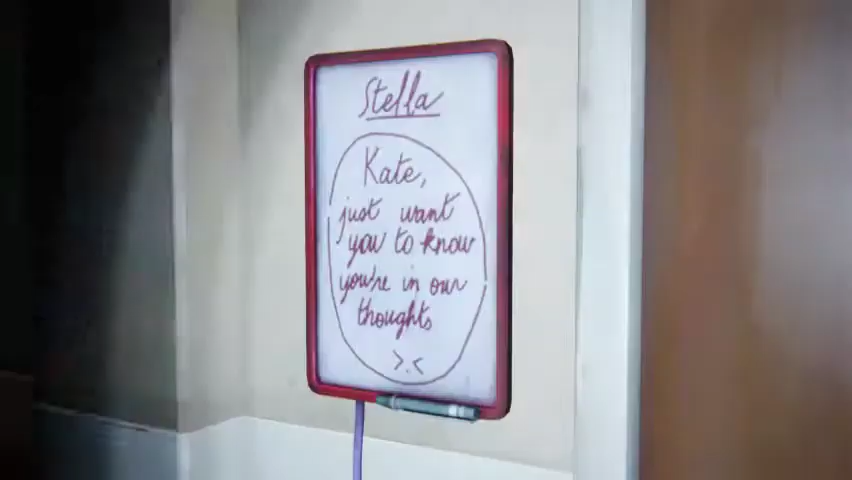 Stella
Kate,
just want
you to know
you're in our
thoughts
>.<